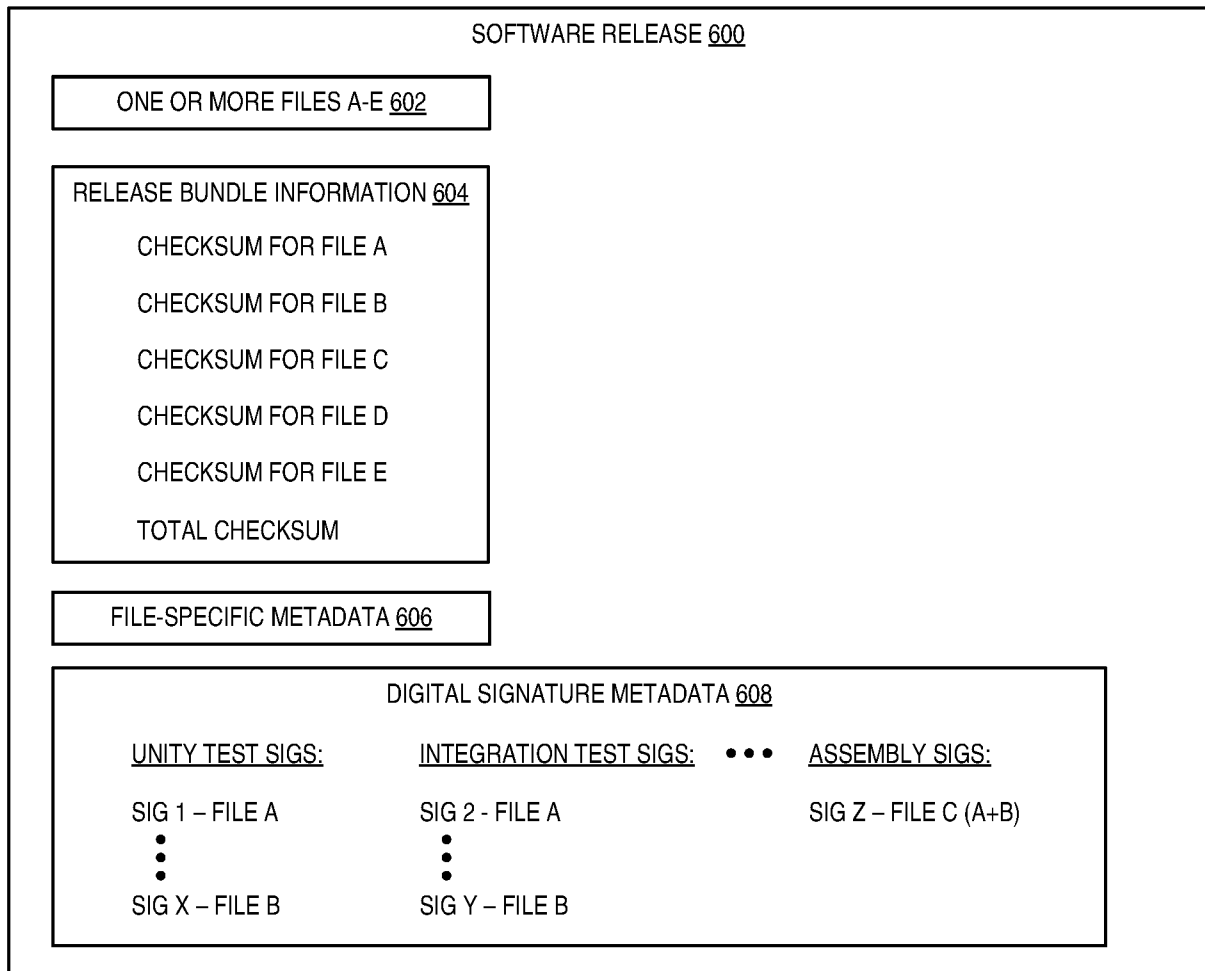 SOFTWARE RELEASE 600
ONE OR MORE FILES A-E 602
RELEASE BUNDLE INFORMATION 604
CHECKSUM FOR FILE A
CHECKSUM FOR FILE B
CHECKSUM FOR FILE C
CHECKSUM FOR FILE D
CHECKSUM FOR FILE E
TOTAL CHECKSUM
FILE-SPECIFIC METADATA 606
DIGITAL SIGNATURE METADATA 608
UNITY TEST SIGS: INTEGRATION TEST SIGS: ••• ASSEMBLY SIGS:
SIG 1 – FILE A SIG 2 - FILE A SIG Z – FILE C (A+B)
SIG X – FILE B SIG Y – FILE B